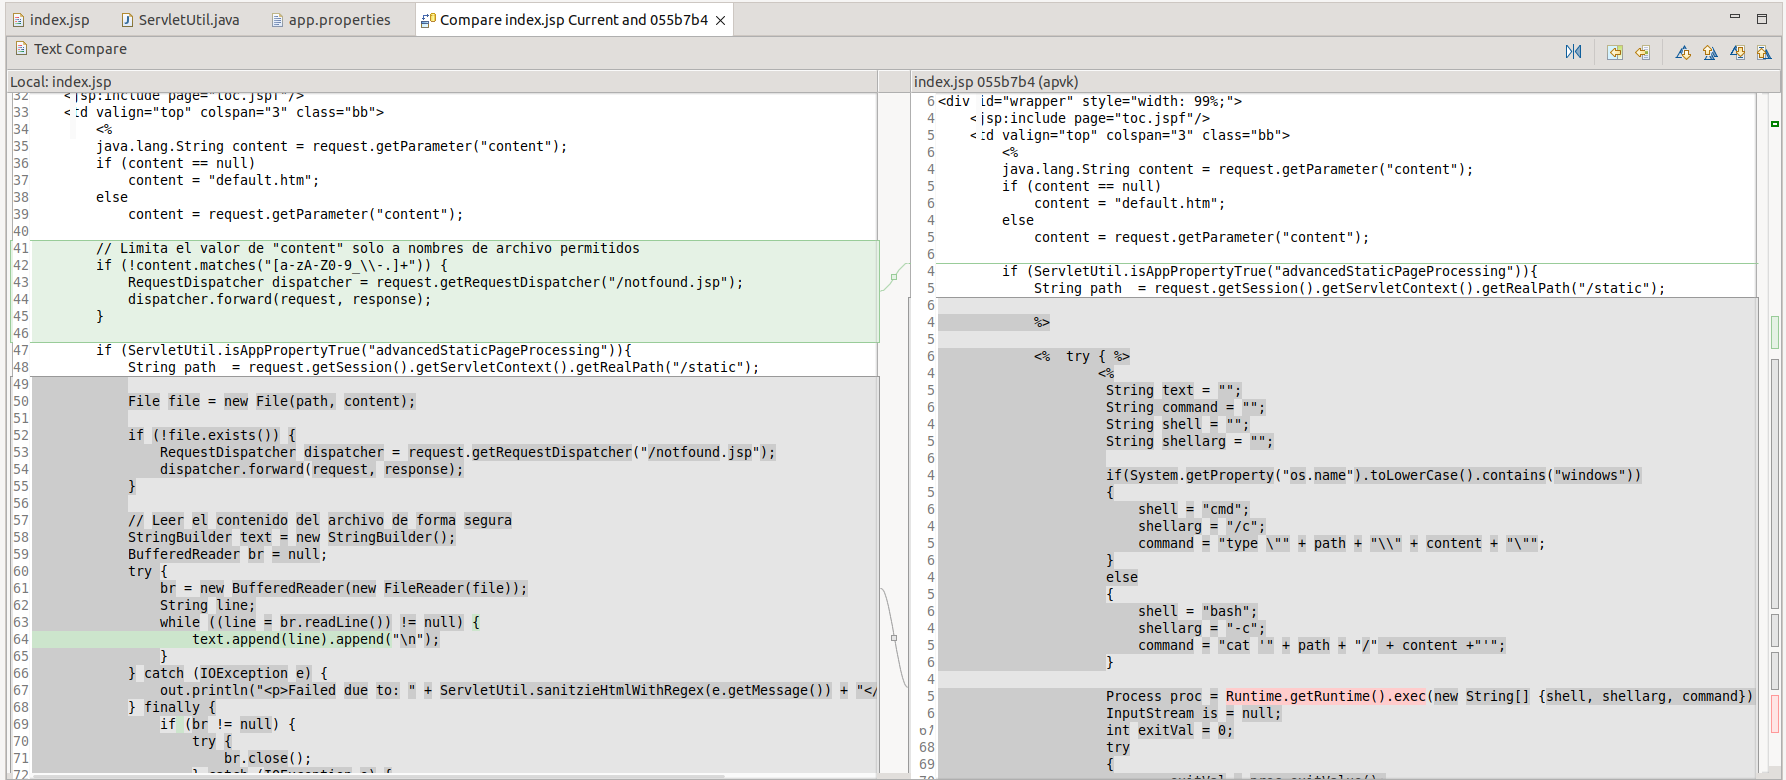 index.jsp
ServletUtil.java
app.properties
Compare index.jsp Current and 055b7b4
Text Compare
Local: index.jsp
32 <jsp:include page="toc.jspf"/>
33 <td valign="top" colspan="3" class="bb">
34 <%
35 java.lang.String content = request.getParameter("content");
36 if (content == null)
37 content = "default.htm";
38 else
39 content = request.getParameter("content");
40
41 // Limita el valor de "content" solo a nombres de archivo permitidos
42 if (!content.matches("[a-zA-Z0-9_\\-.]+")) {
43 RequestDispatcher dispatcher = request.getRequestDispatcher("/notfound.jsp");
44 dispatcher.forward(request, response);
45 }
46
47 if (ServletUtil.isAppPropertyTrue("advancedStaticPageProcessing")){
48 String path  = request.getSession().getServletContext().getRealPath("/static");
49
50 File file = new File(path, content);
51
52 if (!file.exists()) {
53 RequestDispatcher dispatcher = request.getRequestDispatcher("/notfound.jsp");
54 dispatcher.forward(request, response);
55 }
56
57 // Leer el contenido del archivo de forma segura
58 StringBuilder text = new StringBuilder();
59 BufferedReader br = null;
60 try {
61 br = new BufferedReader(new FileReader(file));
62 String line;
63 while ((line = br.readLine()) != null) {
64 text.append(line).append("\n");
65 }
66 } catch (IOException e) {
67 out.println("<p>Failed due to: " + ServletUtil.sanitzieHtmlWithRegex(e.getMessage()) + "</
68 } finally {
69 if (br != null) {
70 try {
71 br.close();
72 } catch (IOException e) {
index.jsp 055b7b4 (apvk)
6 <div id="wrapper" style="width: 99%;">
4 <jsp:include page="toc.jspf"/>
5 <td valign="top" colspan="3" class="bb">
6 <%
4 java.lang.String content = request.getParameter("content");
5 if (content == null)
6 content = "default.htm";
4 else
5 content = request.getParameter("content");
6
4 if (ServletUtil.isAppPropertyTrue("advancedStaticPageProcessing")){
5 String path  = request.getSession().getServletContext().getRealPath("/static");
6
4 %>
5
6 <%  try { %>
4 <%
5 String text = "";
6 String command = "";
4 String shell = "";
5 String shellarg = "";
6
4 if(System.getProperty("os.name").toLowerCase().contains("windows"))
5 {
6 shell = "cmd";
4 shellarg = "/c";
5 command = "type \"" + path + "\\" + content + "\"";
6 }
4 else
5 {
6 shell = "bash";
4 shellarg = "-c";
5 command = "cat '" + path + "/" + content +"'";
6 }
4
5 Process proc = Runtime.getRuntime().exec(new String[] {shell, shellarg, command})
6 InputStream is = null;
67 int exitVal = 0;
68 try
69 {
70 exitVal = proc.exitValue()